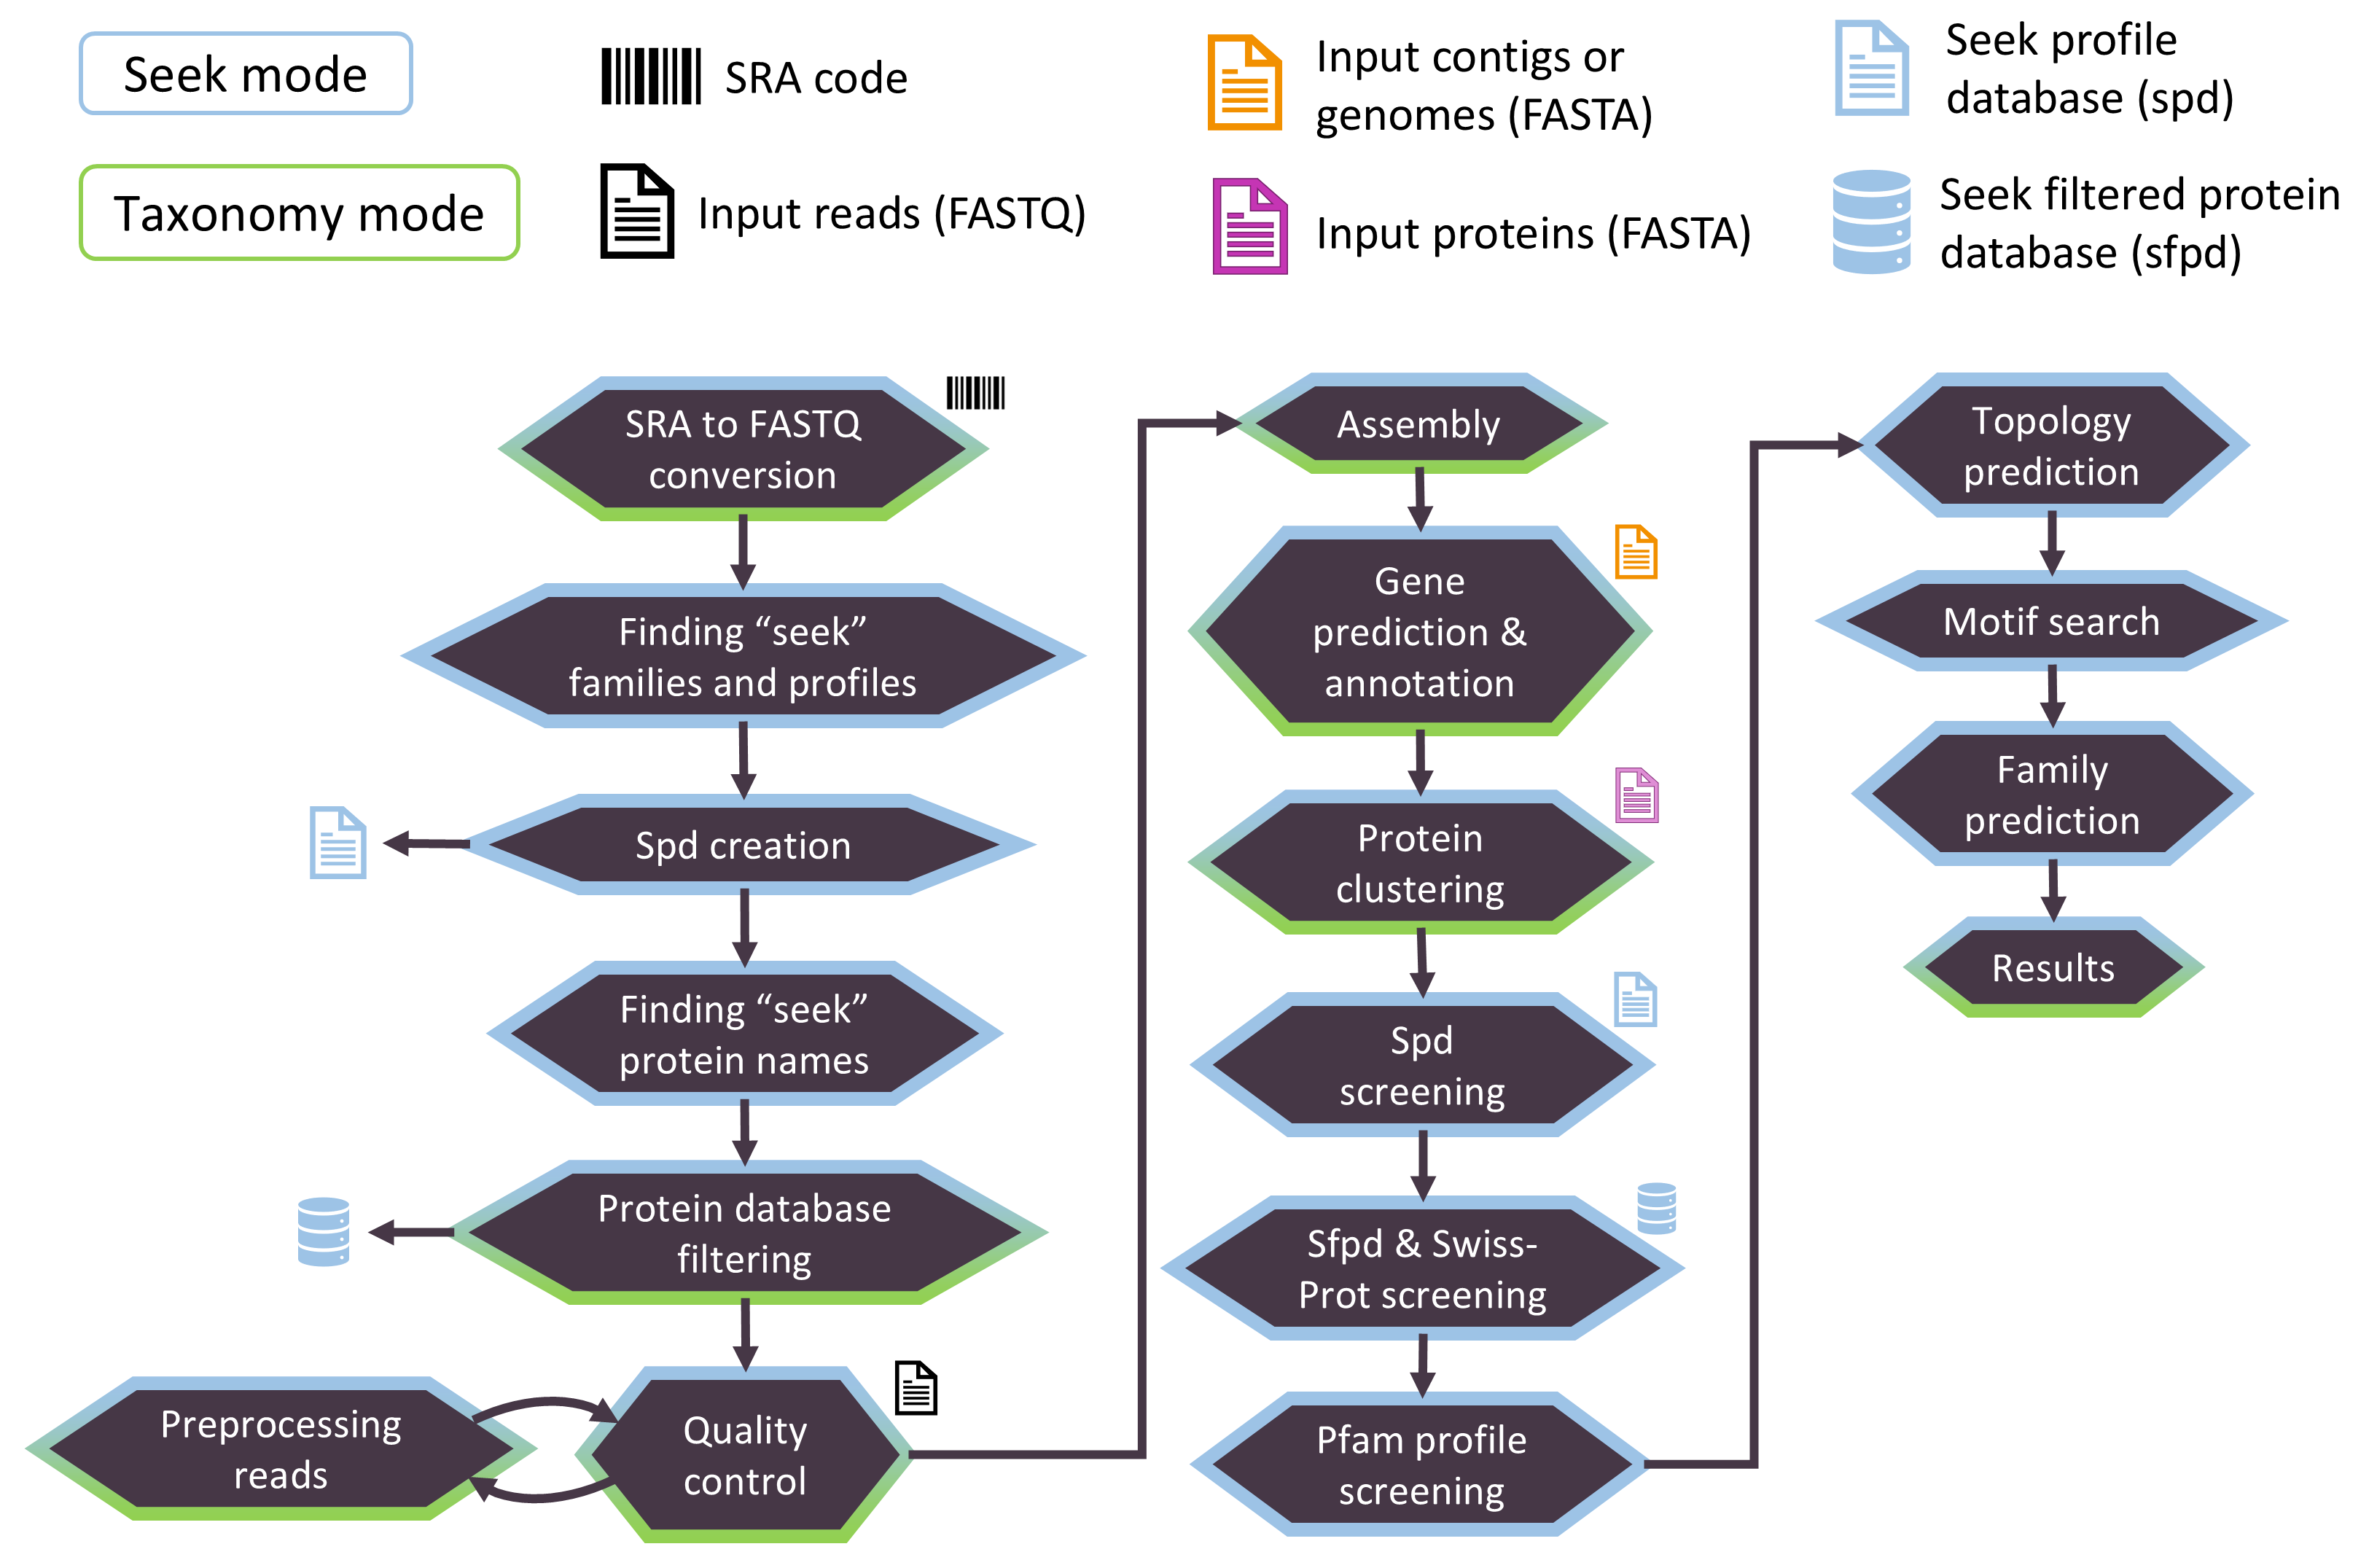 Seek mode
Taxonomy mode
SRA code
Input reads (FASTQ)
Input contigs or
genomes (FASTA)
Input proteins (FASTA)
Seek profile
database (spd)
Seek filtered protein
database (sfpd)
SRA to FASTQ
conversion
Finding “seek”
families and profiles
Spd creation
Finding “seek”
protein names
Protein database
filtering
Preprocessing
reads
Quality
control
Assembly
Gene
prediction &
annotation
Protein
clustering
Spd
screening
Sfpd & Swiss-
Prot screening
Pfam profile
screening
Topology
prediction
Motif search
Family
prediction
Results